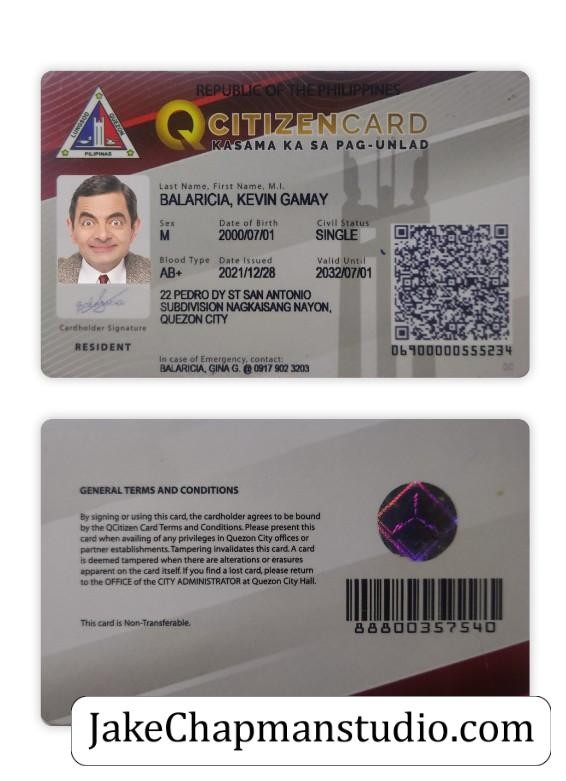 REPUBLIC OF THE PHILIPPINES
LUNGSOD QUEZON
PILIPINAS
QCITIZENCARD
KASAMA KA SA PAG-UNLAD
Last Name, First Name, M.I.
BALARICIA, KEVIN GAMAY
Sex Date of Birth Civil Status
M 2000/07/01 SINGLE
Blood Type Date Issued Valid Until
AB+ 2021/12/28 2032/07/01
22 PEDRO DY ST SAN ANTONIO
SUBDIVISION NAGKAISANG NAYON,
QUEZON CITY
Cardholder Signature
RESIDENT
In case of Emergency, contact:
BALARICIA, GINA G. @ 0917 902 3203
06900000555234
00
GENERAL TERMS AND CONDITIONS
By signing or using this card, the cardholder agrees to be bound
by the QCitizen Card Terms and Conditions. Please present this
card when availing of any privileges in Quezon City offices or
partner establishments. Tampering invalidates this card. A card
is deemed tampered when there are alterations or erasures
apparent on the card itself. If you find a lost card, please return
to the OFFICE of the CITY ADMINISTRATOR at Quezon City Hall.
This card is Non-Transferable.
88800357540
JakeChapmanstudio.com